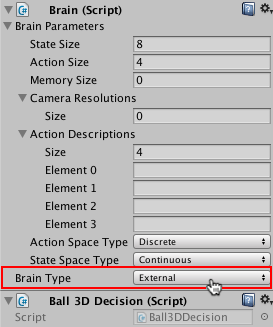 Brain (Script)
Brain Parameters
State Size 8
Action Size 4
Memory Size 0
Camera Resolutions
Size 0
Action Descriptions
Size 4
Element 0
Element 1
Element 2
Element 3
Action Space Type Discrete
State Space Type Continuous
Brain Type External
Ball 3D Decision (Script)
Script Ball3DDecision